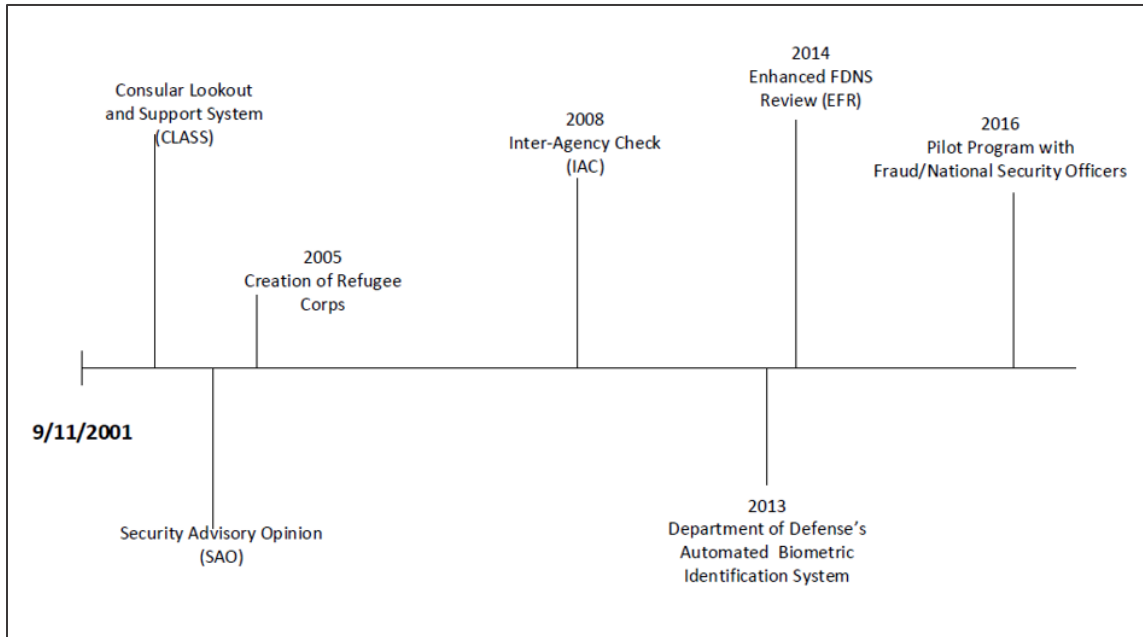 Consular Lookout
and Support System
(CLASS)
2005
Creation of Refugee
Corps
2008
Inter-Agency Check
(IAC)
2014
Enhanced FDNS
Review (EFR)
2016
Pilot Program with
Fraud/National Security Officers
9/11/2001
Security Advisory Opinion
(SAO)
2013
Department of Defense’s
Automated Biometric
Identification System